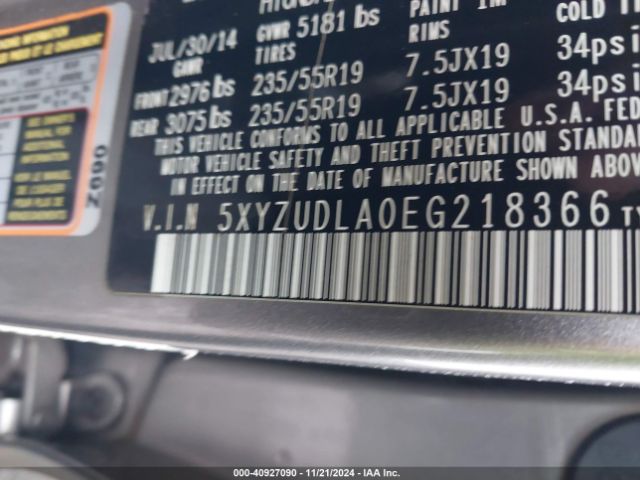 GVWR 5181 lbs
PAINT
COLD
JUL/30/14
TIRES
RIMS
GAWR
FRONT 2976 lbs 235/55R19 7.5JX19 34psi
REAR 3075 lbs 235/55R19 7.5JX19 34psi
THIS VEHICLE CONFORMS TO ALL APPLICABLE U.S.A. FED
MOTOR VEHICLE SAFETY AND THEFT PREVENTION STANDA
IN EFFECT ON THE DATE OF MANUFACTURE SHOWN ABOV
V.I.N 5XYZUDLA0EG218366
Z090
000-40927090 - 11/21/2024 - IAA Inc.